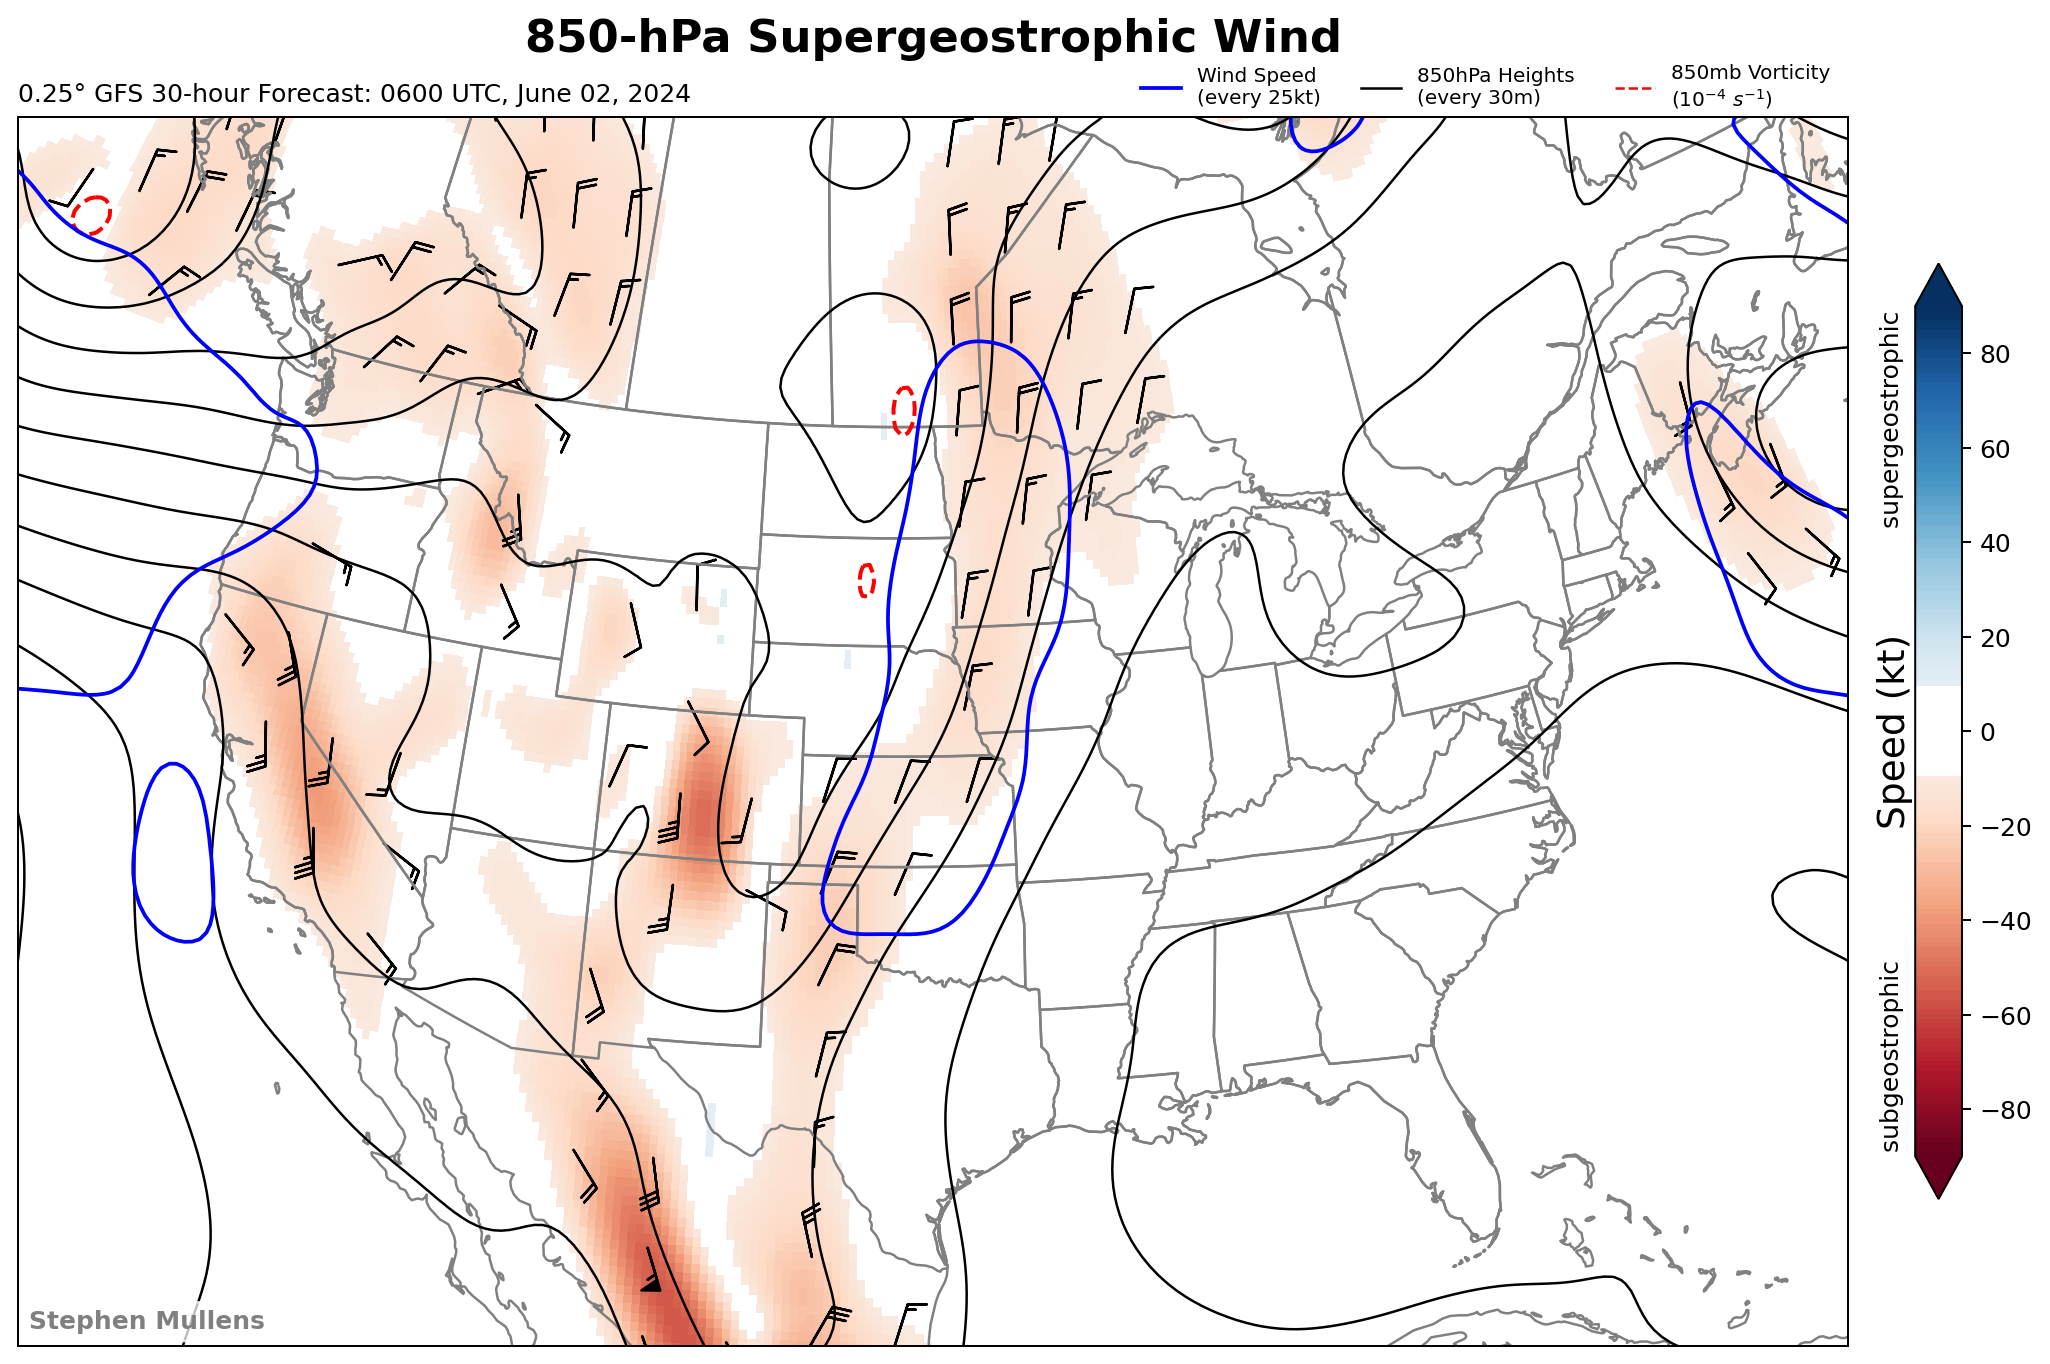 850-hPa Supergeostrophic Wind
0.25° GFS 30-hour Forecast: 0600 UTC, June 02, 2024
Wind Speed
(every 25kt)
850hPa Heights
(every 30m)
850mb Vorticity
(10⁻⁴ s⁻¹)
supergeostrophic
Speed (kt)
subgeostrophic
80
60
40
20
0
−20
−40
−60
−80
Stephen Mullens